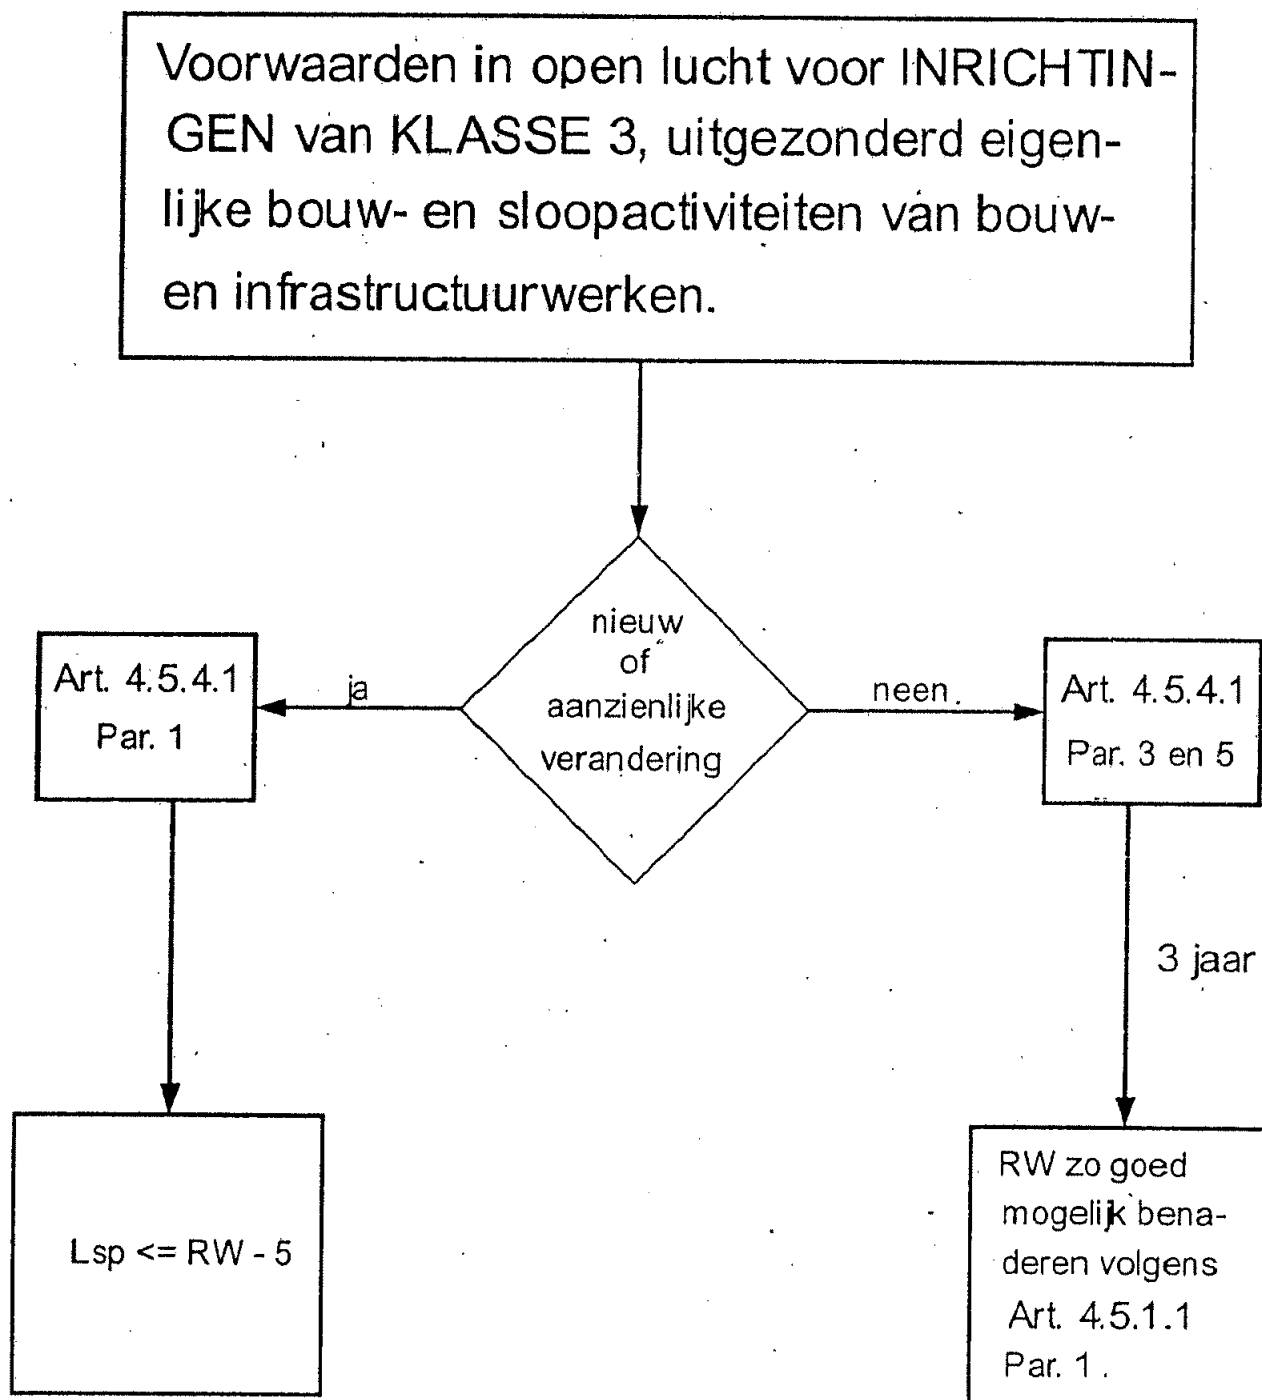 Voorwaarden in open lucht voor INRICHTIN-
GEN van KLASSE 3, uitgezonderd eigen-
lijke bouw- en sloopactiviteiten van bouw-
en infrastructuurwerken.
nieuw
of
aanzienlijke
verandering
ja
neen.
Art. 4.5.4.1
Par. 1
Art. 4.5.4.1
Par. 3 en 5
3 jaar
Lsp <= RW - 5
RW zo goed
mogelijk bena-
deren volgens
Art. 4.5.1.1
Par. 1.